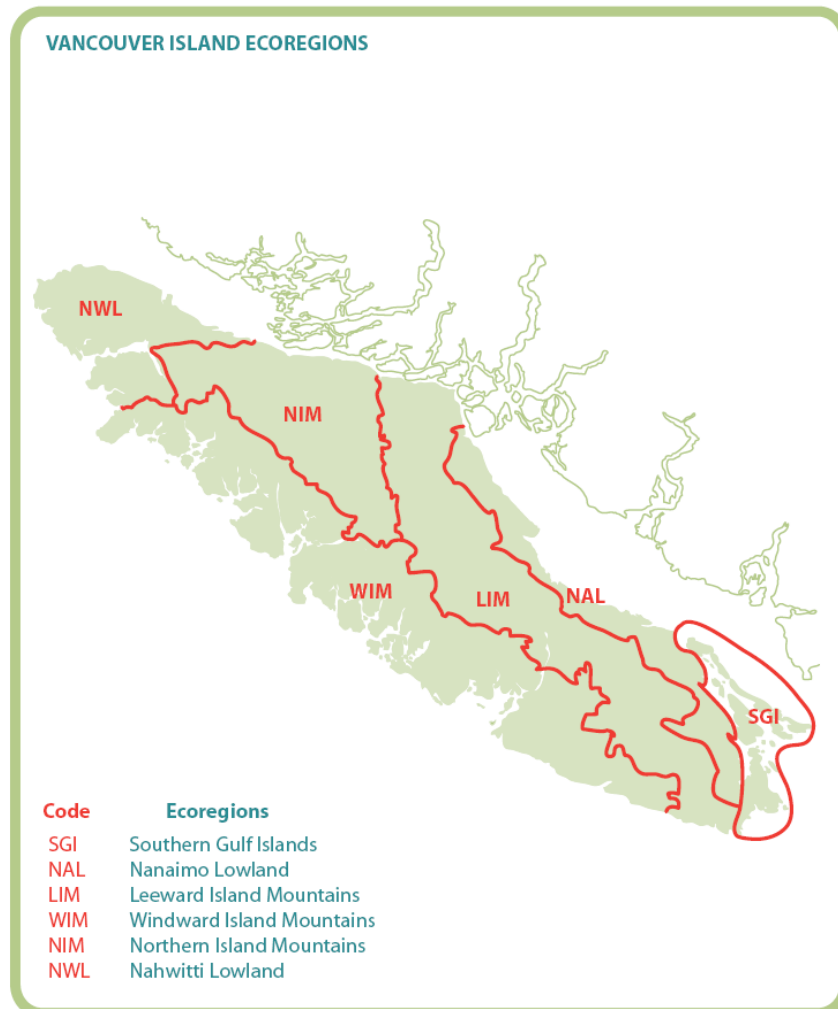 VANCOUVER ISLAND ECOREGIONS
NWL
NIM
WIM
LIM
NAL
SGI
Code Ecoregions
SGI Southern Gulf Islands
NAL Nanaimo Lowland
LIM Leeward Island Mountains
WIM Windward Island Mountains
NIM Northern Island Mountains
NWL Nahwitti Lowland